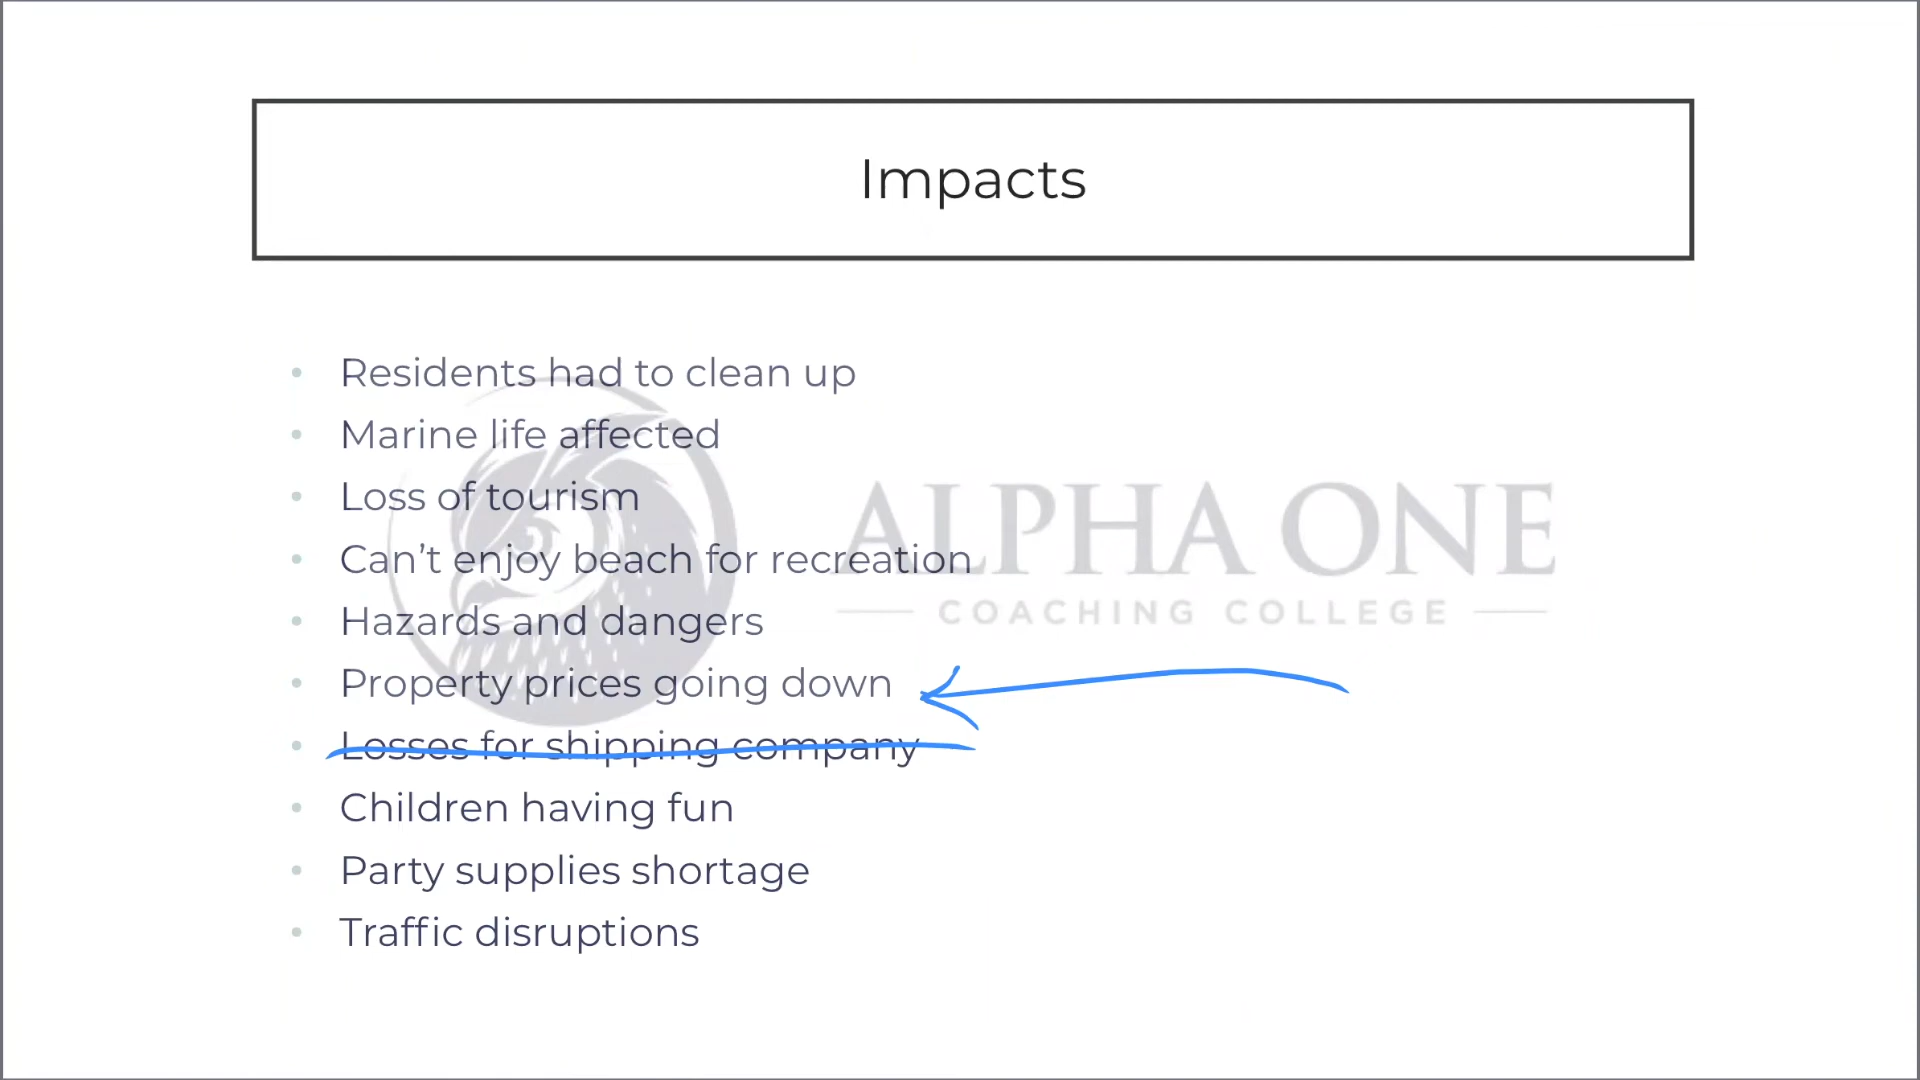 Impacts
• Residents had to clean up
• Marine life affected
• Loss of tourism
• Can’t enjoy beach for recreation
• Hazards and dangers
• Property prices going down
• Losses for shipping company
• Children having fun
• Party supplies shortage
• Traffic disruptions
ALPHA ONE
COACHING COLLEGE